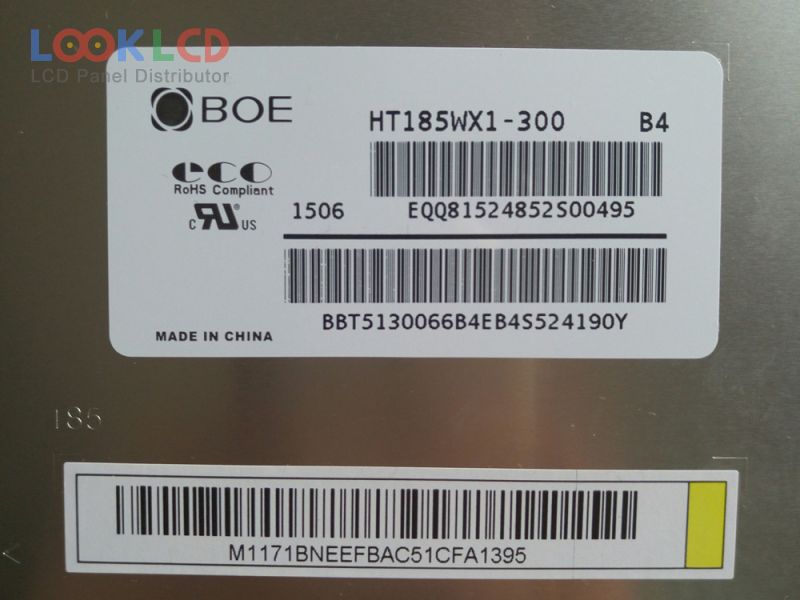 LOOKLCD
LCD Panel Distributor
BOE
HT185WX1-300 B4
eco
RoHS Compliant
c RU® US
1506 EQQ81524852S00495
BBT5130066B4EB4S524190Y
MADE IN CHINA
185
M1171BNEEFBAC51CFA1395